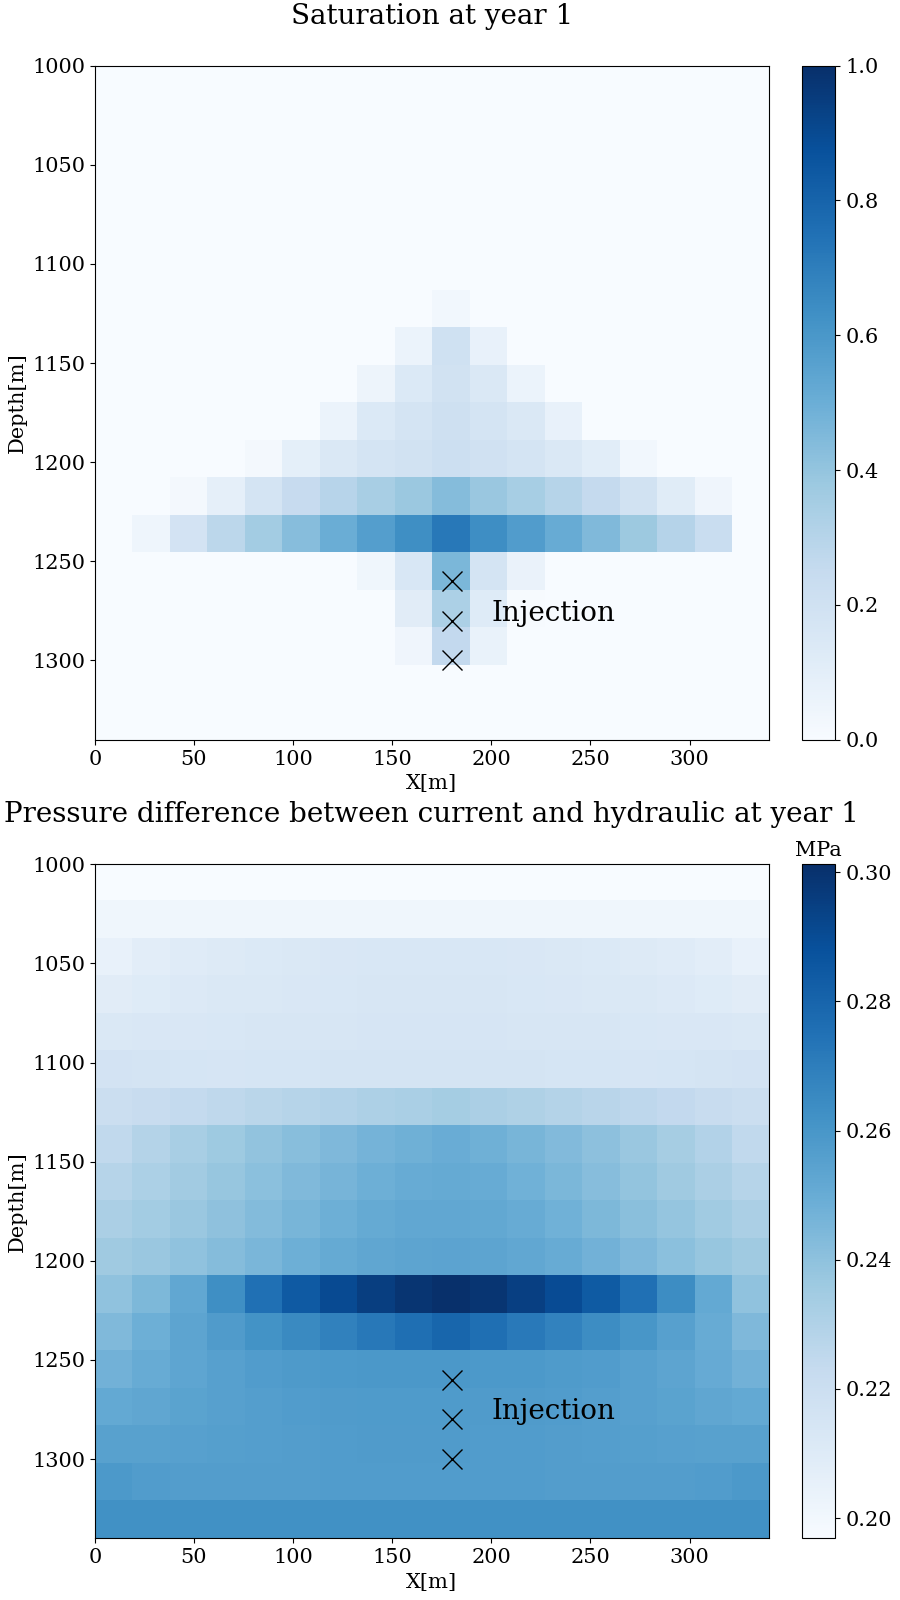 Saturation at year 1
1000
1050
1100
1150
1200
1250
1300
Depth[m]
Injection
0 50 100 150 200 250 300
X[m]
1.0
0.8
0.6
0.4
0.2
0.0
Pressure difference between current and hydraulic at year 1
MPa
1000
1050
1100
1150
1200
1250
1300
Depth[m]
Injection
0 50 100 150 200 250 300
X[m]
0.30
0.28
0.26
0.24
0.22
0.20